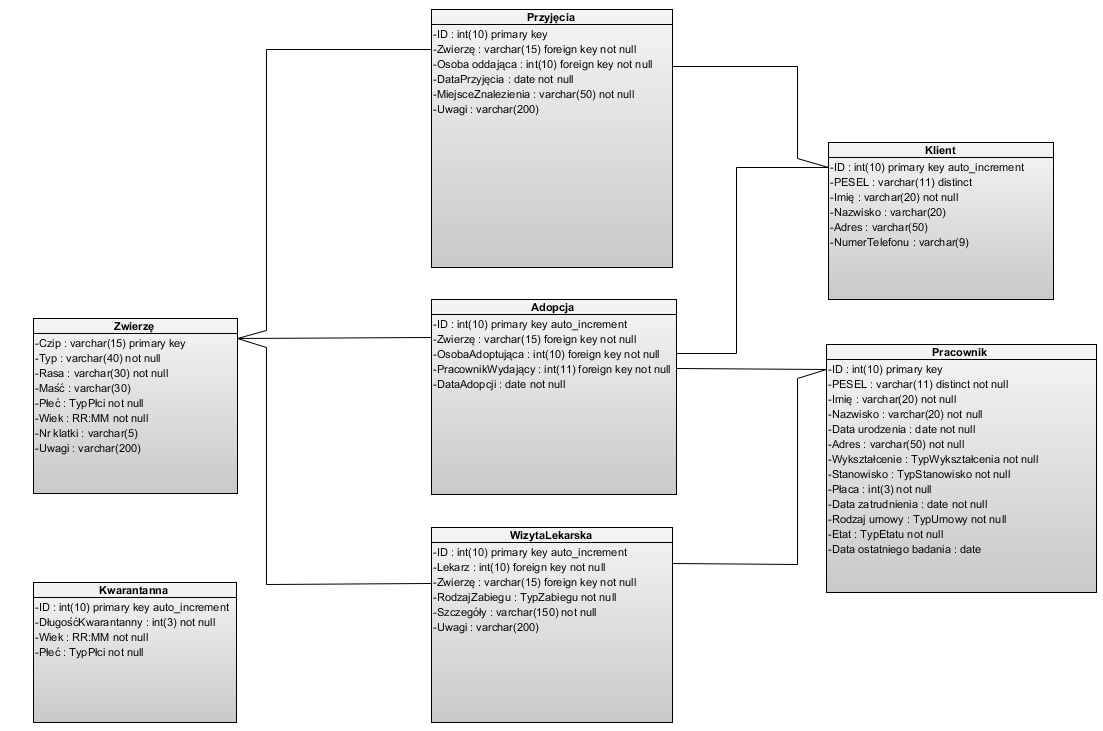 Przyjęcia
-ID : int(10) primary key
-Zwierzę : varchar(15) foreign key not null
-Osoba oddająca : int(10) foreign key not null
-DataPrzyjęcia : date not null
-MiejsceZnalezienia : varchar(50) not null
-Uwagi : varchar(200)
Klient
-ID : int(10) primary key auto_increment
-PESEL : varchar(11) distinct
-Imię : varchar(20) not null
-Nazwisko : varchar(20)
-Adres : varchar(50)
-NumerTelefonu : varchar(9)
Zwierzę
-Czip : varchar(15) primary key
-Typ : varchar(40) not null
-Rasa : varchar(30) not null
-Maść : varchar(30)
-Płeć : TypPłci not null
-Wiek : RR:MM not null
-Nr klatki : varchar(5)
-Uwagi : varchar(200)
Adopcja
-ID : int(10) primary key auto_increment
-Zwierzę : varchar(15) foreign key not null
-OsobaAdoptująca : int(10) foreign key not null
-PracownikWydający : int(11) foreign key not null
-DataAdopcji : date not null
Pracownik
-ID : int(10) primary key
-PESEL : varchar(11) distinct not null
-Imię : varchar(20) not null
-Nazwisko : varchar(20) not null
-Data urodzenia : date not null
-Adres : varchar(50) not null
-Wykształcenie : TypWykształcenia not null
-Stanowisko : TypStanowisko not null
-Płaca : int(3) not null
-Data zatrudnienia : date not null
-Rodzaj umowy : TypUmowy not null
-Etat : TypEtatu not null
-Data ostatniego badania : date
WizytaLekarska
-ID : int(10) primary key auto_increment
-Lekarz : int(10) foreign key not null
-Zwierzę : varchar(15) foreign key not null
-RodzajZabiegu : TypZabiegu not null
-Szczegóły : varchar(150) not null
-Uwagi : varchar(200)
Kwarantanna
-ID : int(10) primary key auto_increment
-DługośćKwarantanny : int(3) not null
-Wiek : RR:MM not null
-Płeć : TypPłci not null